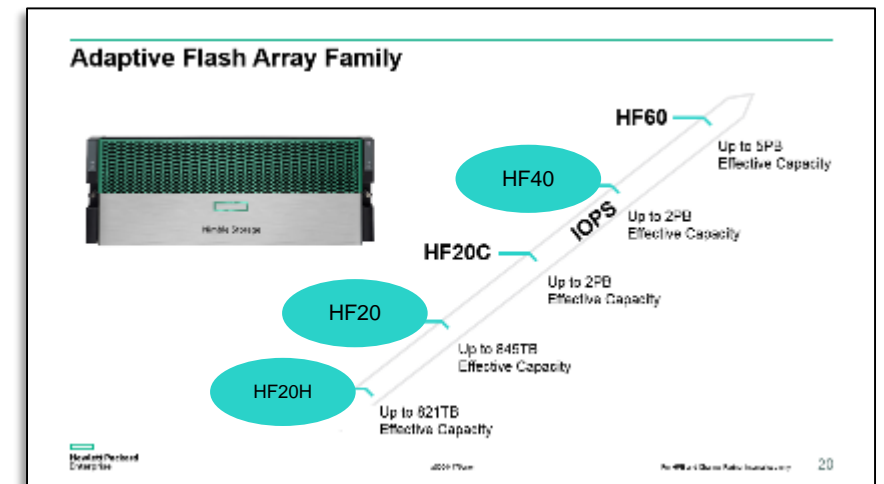 Adaptive Flash Array Family
HF60
Up to 5PB
Effective Capacity
HF40
IOPS
Up to 2PB
Effective Capacity
HF20C
Up to 2PB
Effective Capacity
HF20
Up to 845TB
Effective Capacity
HF20H
Up to 821TB
Effective Capacity
Nimble Storage
Hewlett Packard
Enterprise
20